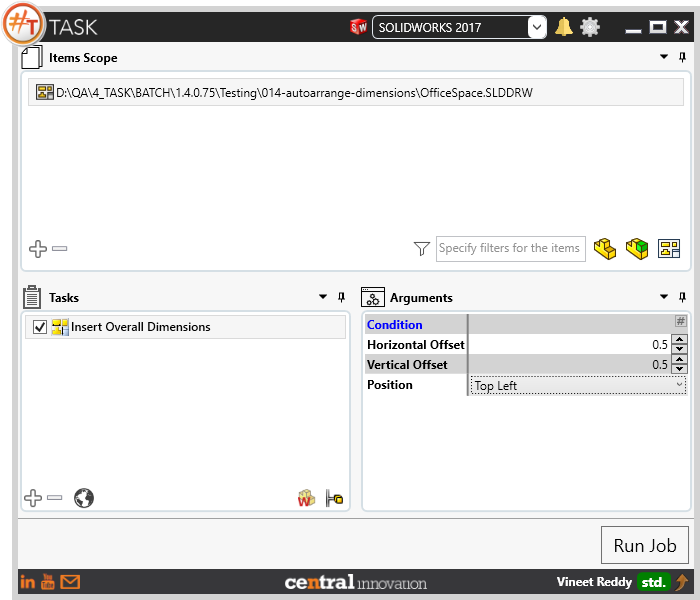 #T TASK
SOLIDWORKS 2017
Items Scope
D:\QA\4_TASK\BATCH\1.4.0.75\Testing\014-autoarrange-dimensions\OfficeSpace.SLDDRW
Specify filters for the items
Tasks
Insert Overall Dimensions
Arguments
Condition #
Horizontal Offset 0.5
Vertical Offset 0.5
Position Top Left
Run Job
in You Tube central innovation Vineet Reddy std.